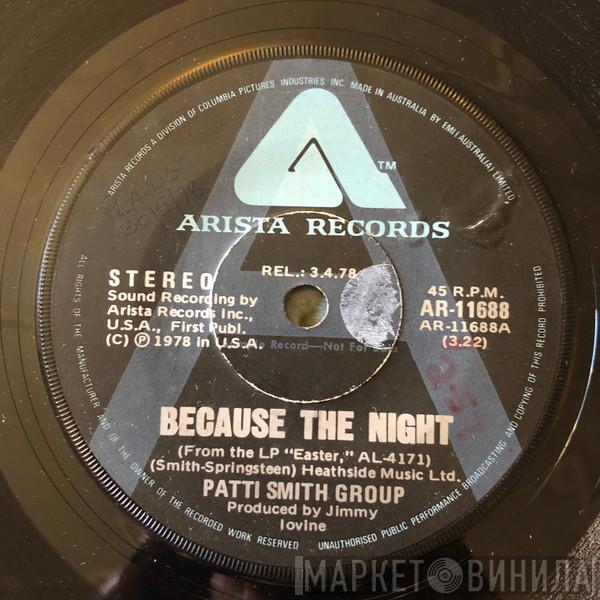 ARISTA RECORDS A DIVISION OF COLUMBIA PICTURES INDUSTRIES INC. MADE IN AUSTRALIA BY EMI (AUSTRALIA) LIMITED
TM
ARISTA RECORDS
STEREO
Sound Recording by
Arista Records Inc.,
U.S.A., First Publ.
(C) Ⓟ 1978 in U.S.A.
REL.: 3.4.78
45 R.P.M.
AR-11688
AR-11688A
(3.22)
Record—Not For
BECAUSE THE NIGHT
(From the LP "Easter," AL-4171)
(Smith-Springsteen) Heathside Music Ltd.
PATTI SMITH GROUP
Produced by Jimmy
Iovine
ALL RIGHTS OF THE MANUFACTURER AND OF THE OWNER OF THE RECORDED WORK RESERVED
UNAUTHORISED PUBLIC PERFORMANCE BROADCASTING AND COPYING OF THIS RECORD PROHIBITED
МАРКЕТ ВИНИЛА